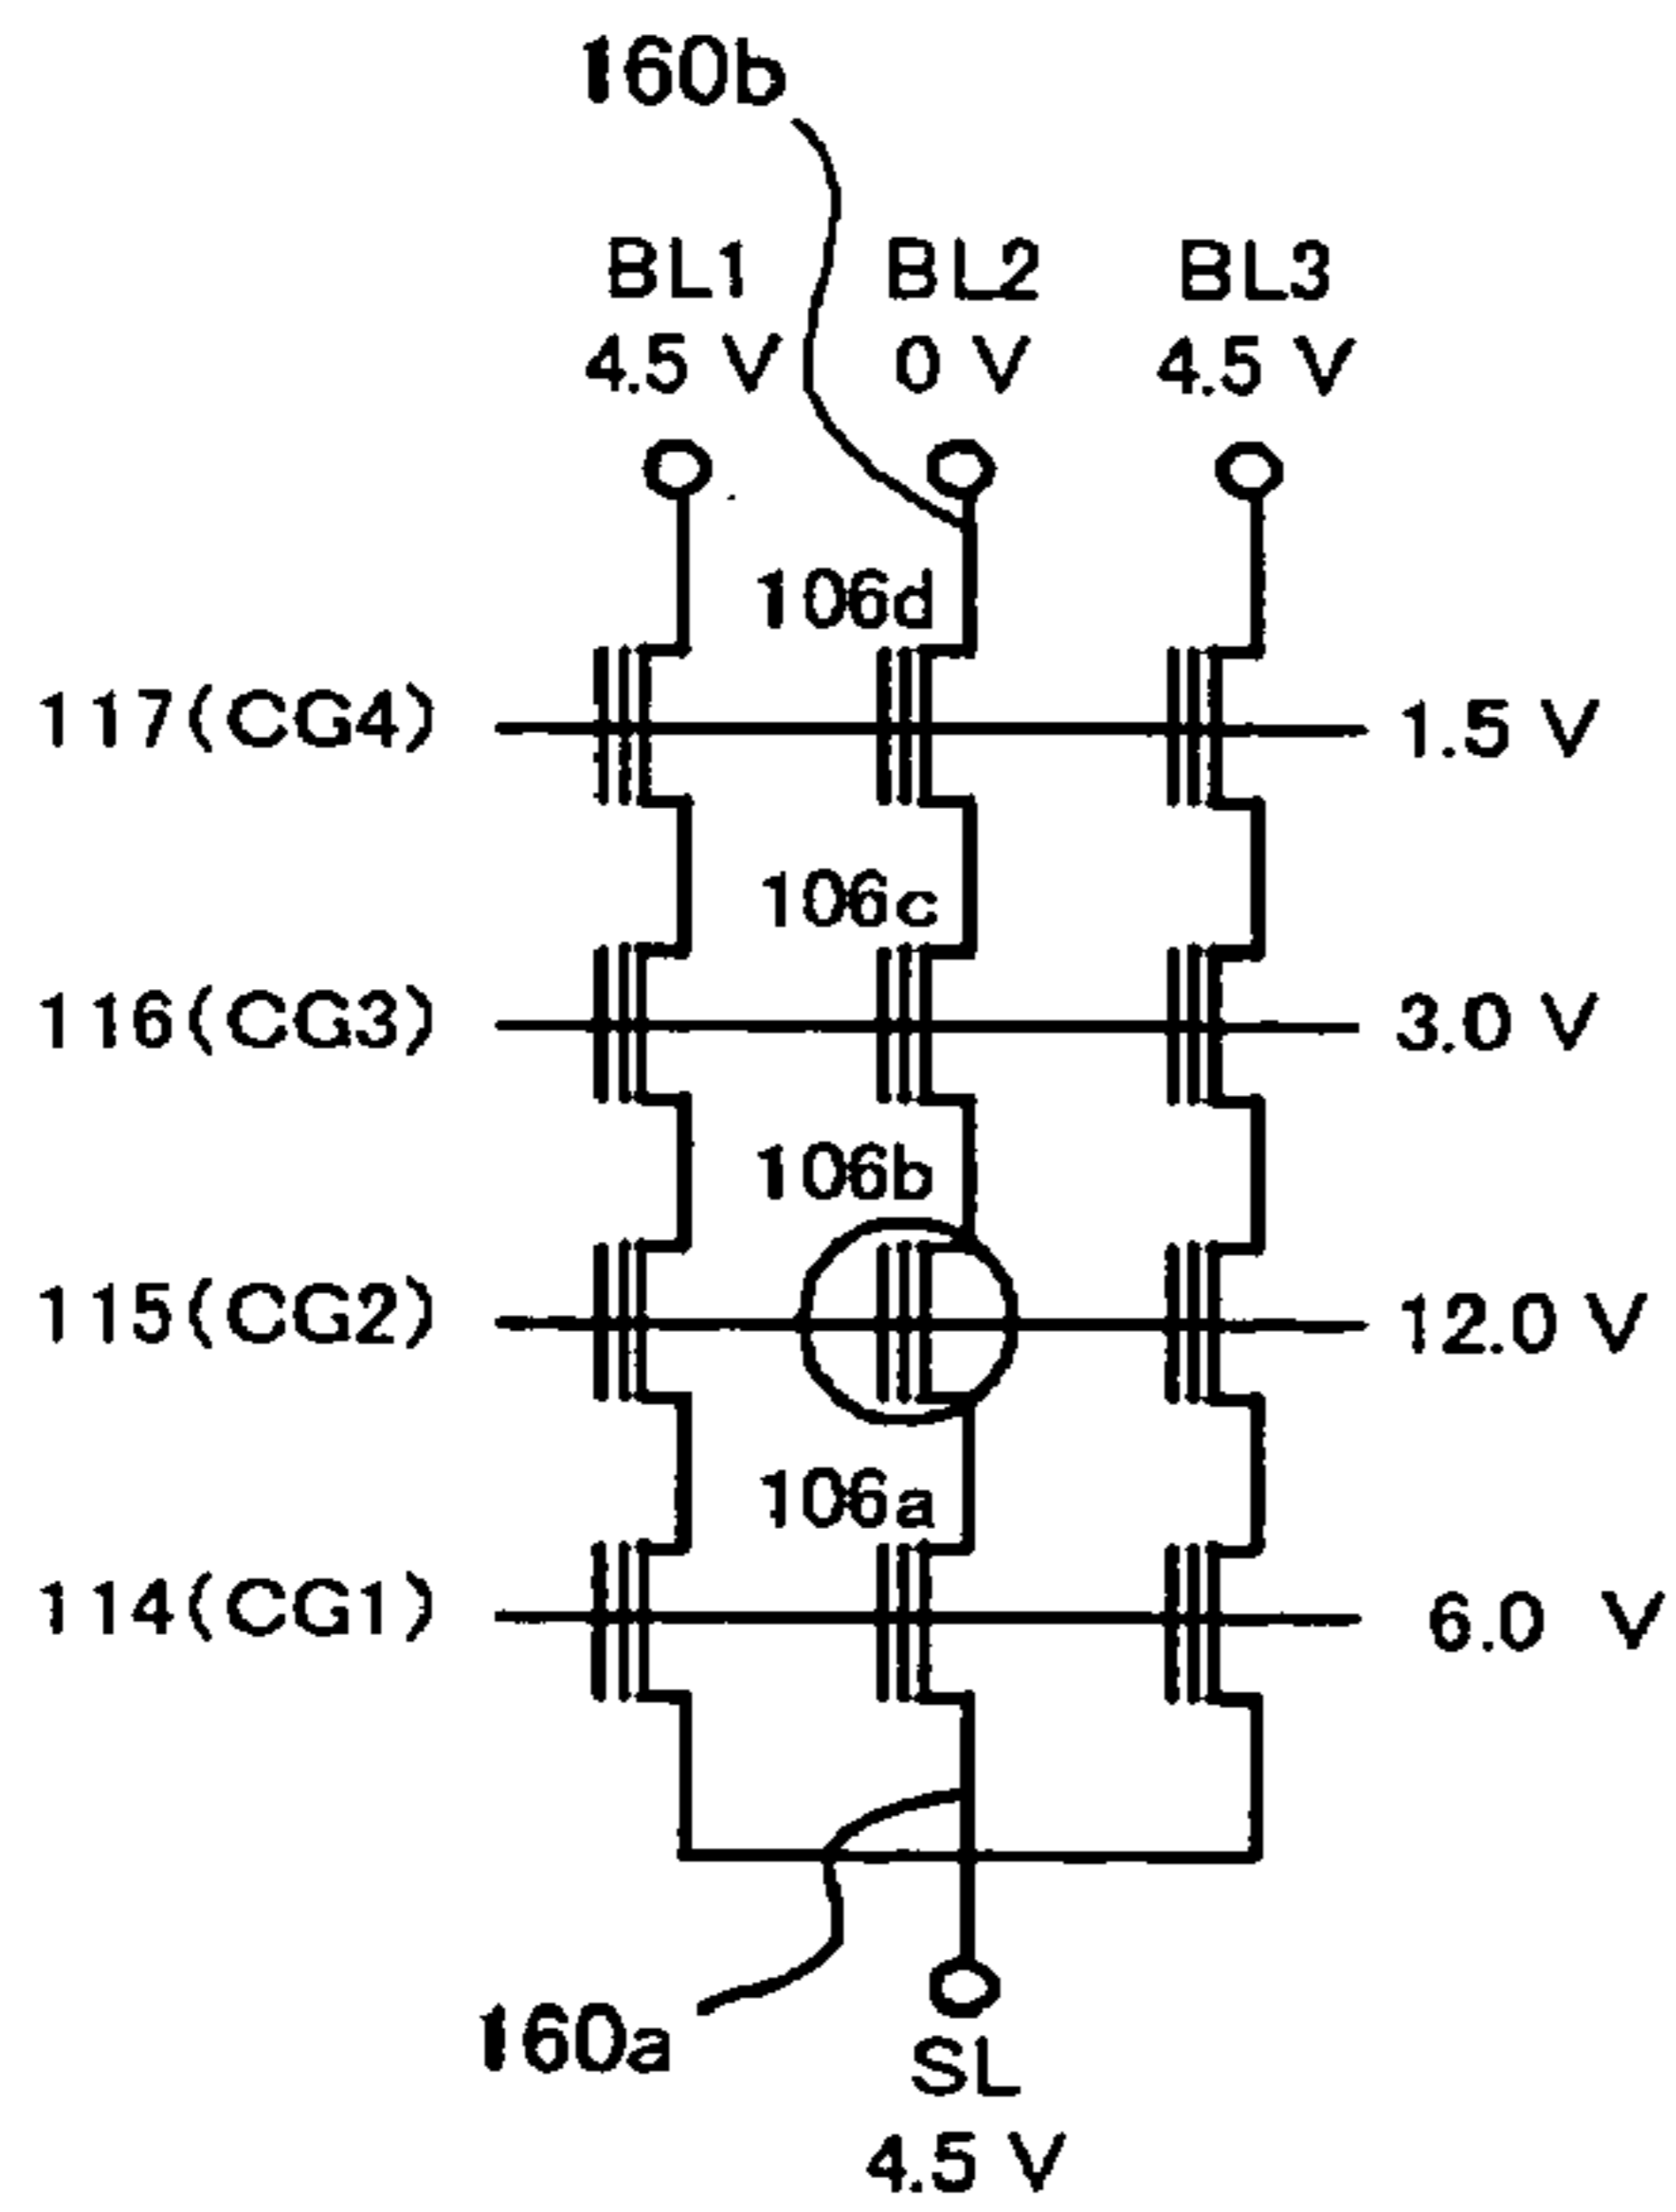 160b
BL1 BL2 BL3
4.5 V 0 V 4.5 V
106d
117(CG4) 1.5 V
106c
116(CG3) 3.0 V
106b
115(CG2) 12.0 V
106a
114(CG1) 6.0 V
160a
SL
4.5 V